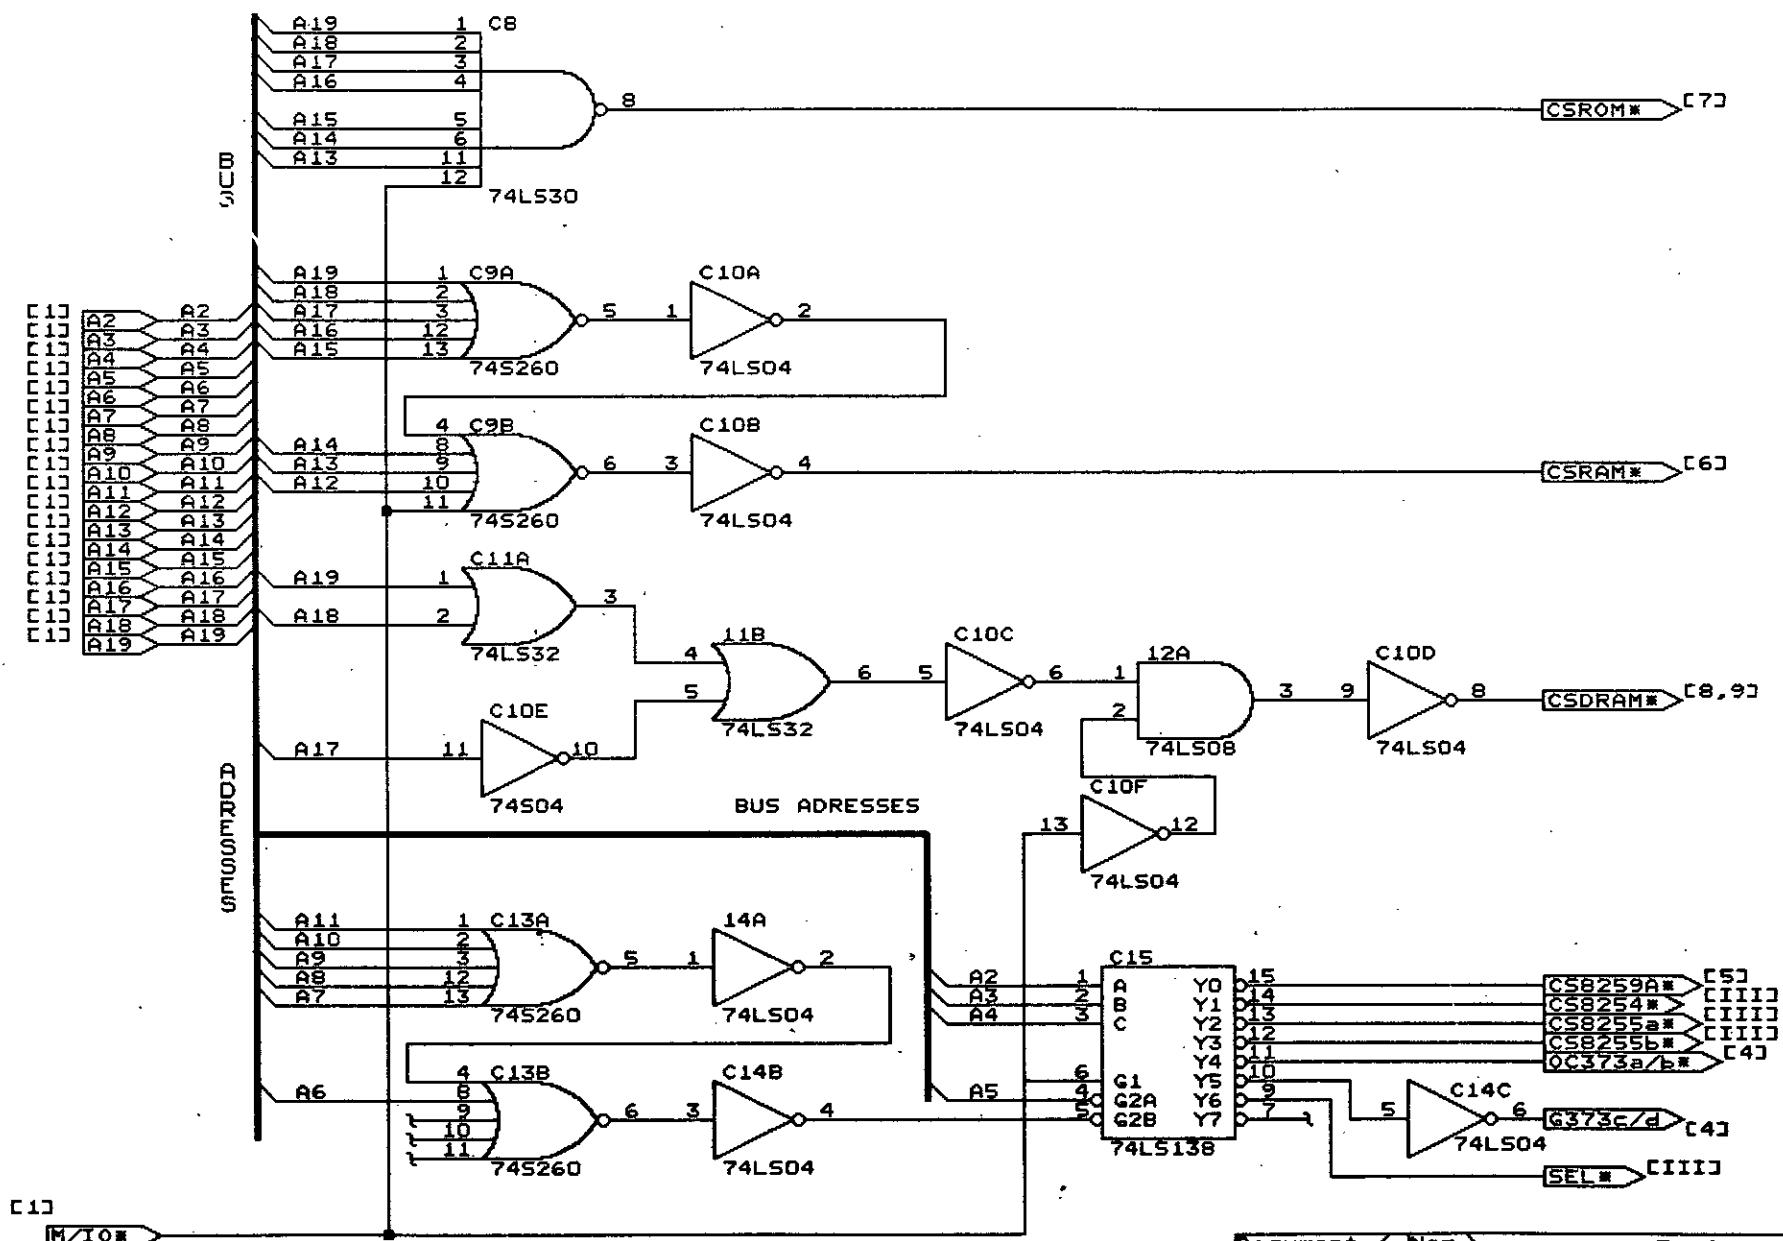 A19 1 C8
A18 2
A17 3
A16 4
8
CSROM* [7]
A15 5
A14 6
A13 11
12
74LS30
BUS
A19 1 C9A
A18 2
A17 3
A16 12
A15 13
74S260
5
C10A
1 2
74LS04
[1] A2 A2
[1] A3 A3
[1] A4 A4
[1] A5 A5
[1] A6 A6
[1] A7 A7
[1] A8 A8
[1] A9 A9
[1] A10 A10
[1] A11 A11
[1] A12 A12
[1] A13 A13
[1] A14 A14
[1] A15 A15
[1] A16 A16
[1] A17 A17
[1] A18 A18
[1] A19 A19
4 C9B
A14 8
A13 9
A12 10
11
74S260
6
C10B
3 4
74LS04
CSRAM* [6]
C11A
A19 1
A18 2
3
74LS32
11B
4
5
6
74LS32
C10C
5 6
74LS04
12A
1
2
3
74LS08
C10D
9 8
74LS04
CSDRAM* [8,9]
C10E
A17 11 10
74S04
BUS ADRESSES
C10F
13 12
74LS04
ADRESSES
A11 1 C13A
A10 2
A9 3
A8 12
A7 13
74S260
5
14A
1 2
74LS04
4 C13B
A6 8
9
10
11
74S260
6
C14B
3 4
74LS04
C15
A2 1 A Y0 15 CS8259A* [5]
A3 2 B Y1 14 CS8254* [III]
A4 3 C Y2 13 CS8255a* [III]
Y3 12 CS8255b* [III]
Y4 11 OC373a/b* [4]
6 G1 Y5 10
A5 4 G2A Y6 9
5 G2B Y7 7
74LS138
C14C
5 6
74LS04
G373c/d [4]
SEL* [III]
[1]
M/IO*